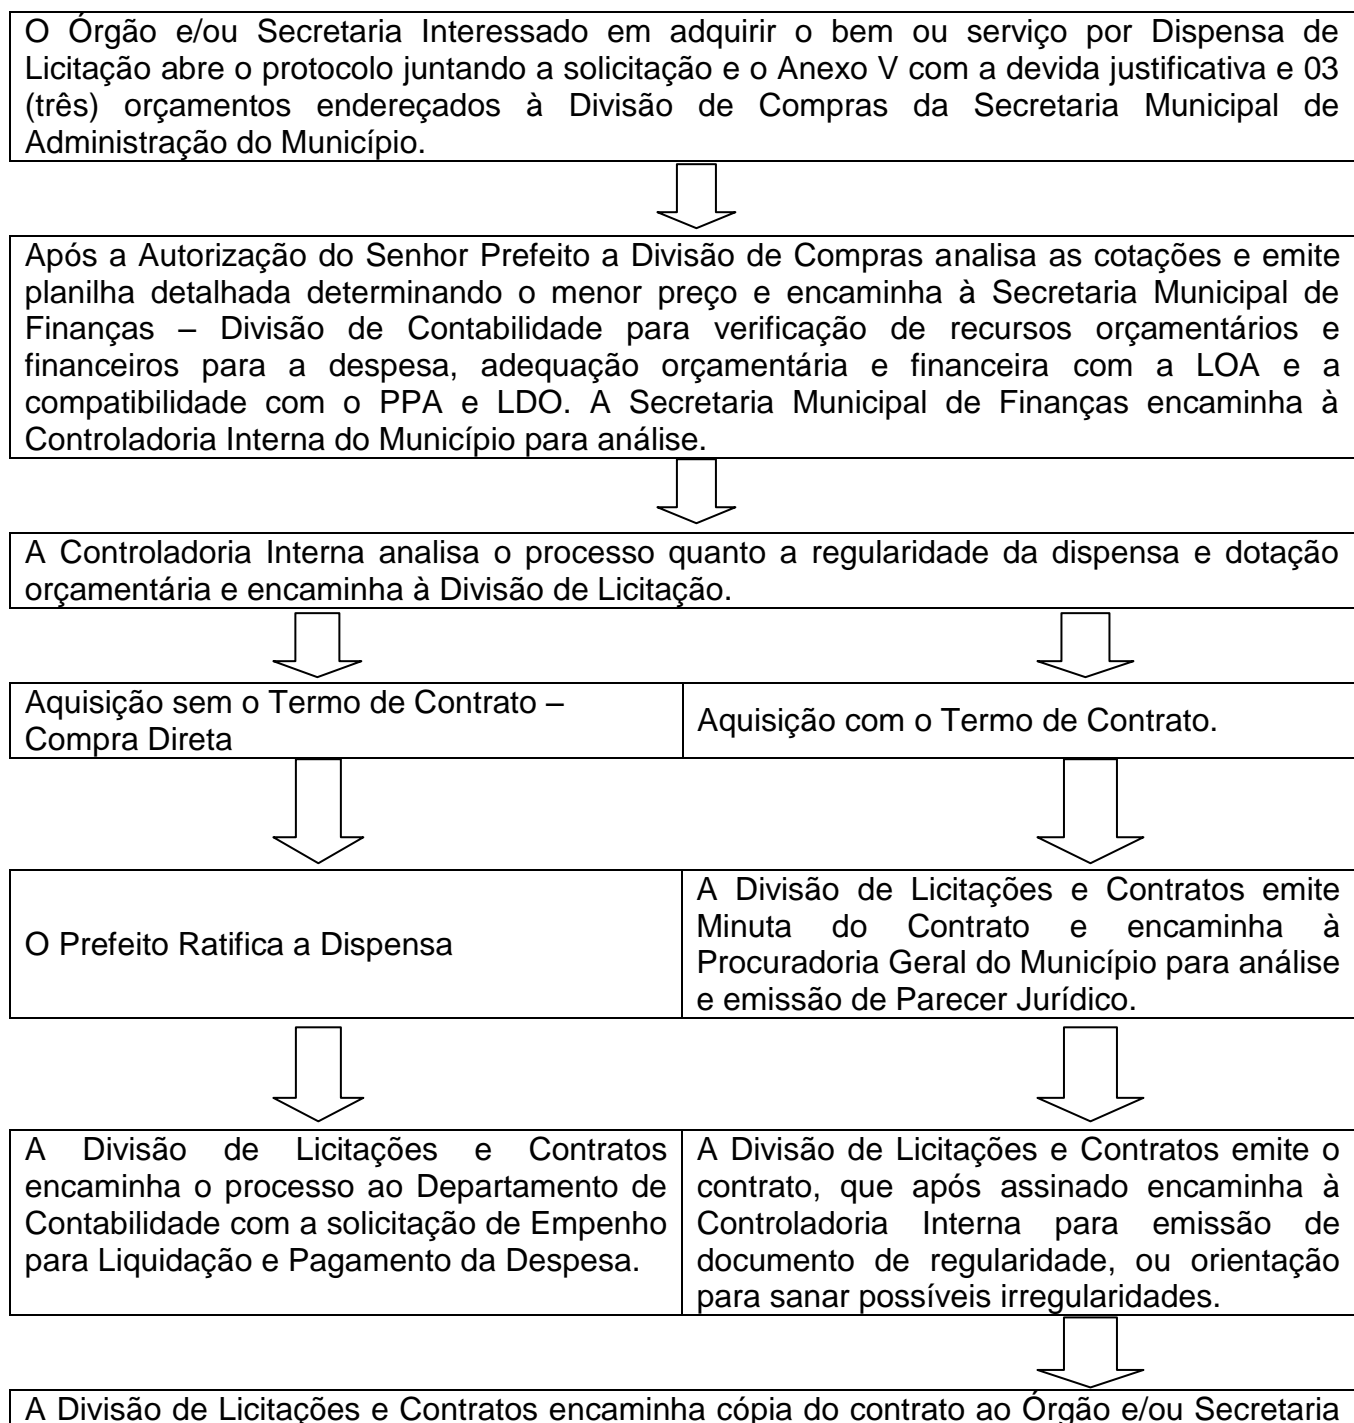 O Órgão e/ou Secretaria Interessado em adquirir o bem ou serviço por Dispensa de
Licitação abre o protocolo juntando a solicitação e o Anexo V com a devida justificativa e 03
(três) orçamentos endereçados à Divisão de Compras da Secretaria Municipal de
Administração do Município.
Após a Autorização do Senhor Prefeito a Divisão de Compras analisa as cotações e emite
planilha detalhada determinando o menor preço e encaminha à Secretaria Municipal de
Finanças – Divisão de Contabilidade para verificação de recursos orçamentários e
financeiros para a despesa, adequação orçamentária e financeira com a LOA e a
compatibilidade com o PPA e LDO. A Secretaria Municipal de Finanças encaminha à
Controladoria Interna do Município para análise.
A Controladoria Interna analisa o processo quanto a regularidade da dispensa e dotação
orçamentária e encaminha à Divisão de Licitação.
Aquisição sem o Termo de Contrato –
Compra Direta
Aquisição com o Termo de Contrato.
O Prefeito Ratifica a Dispensa
A Divisão de Licitações e Contratos emite
Minuta do Contrato e encaminha à
Procuradoria Geral do Município para análise
e emissão de Parecer Jurídico.
A Divisão de Licitações e Contratos
encaminha o processo ao Departamento de
Contabilidade com a solicitação de Empenho
para Liquidação e Pagamento da Despesa.
A Divisão de Licitações e Contratos emite o
contrato, que após assinado encaminha à
Controladoria Interna para emissão de
documento de regularidade, ou orientação
para sanar possíveis irregularidades.
A Divisão de Licitações e Contratos encaminha cópia do contrato ao Órgão e/ou Secretaria